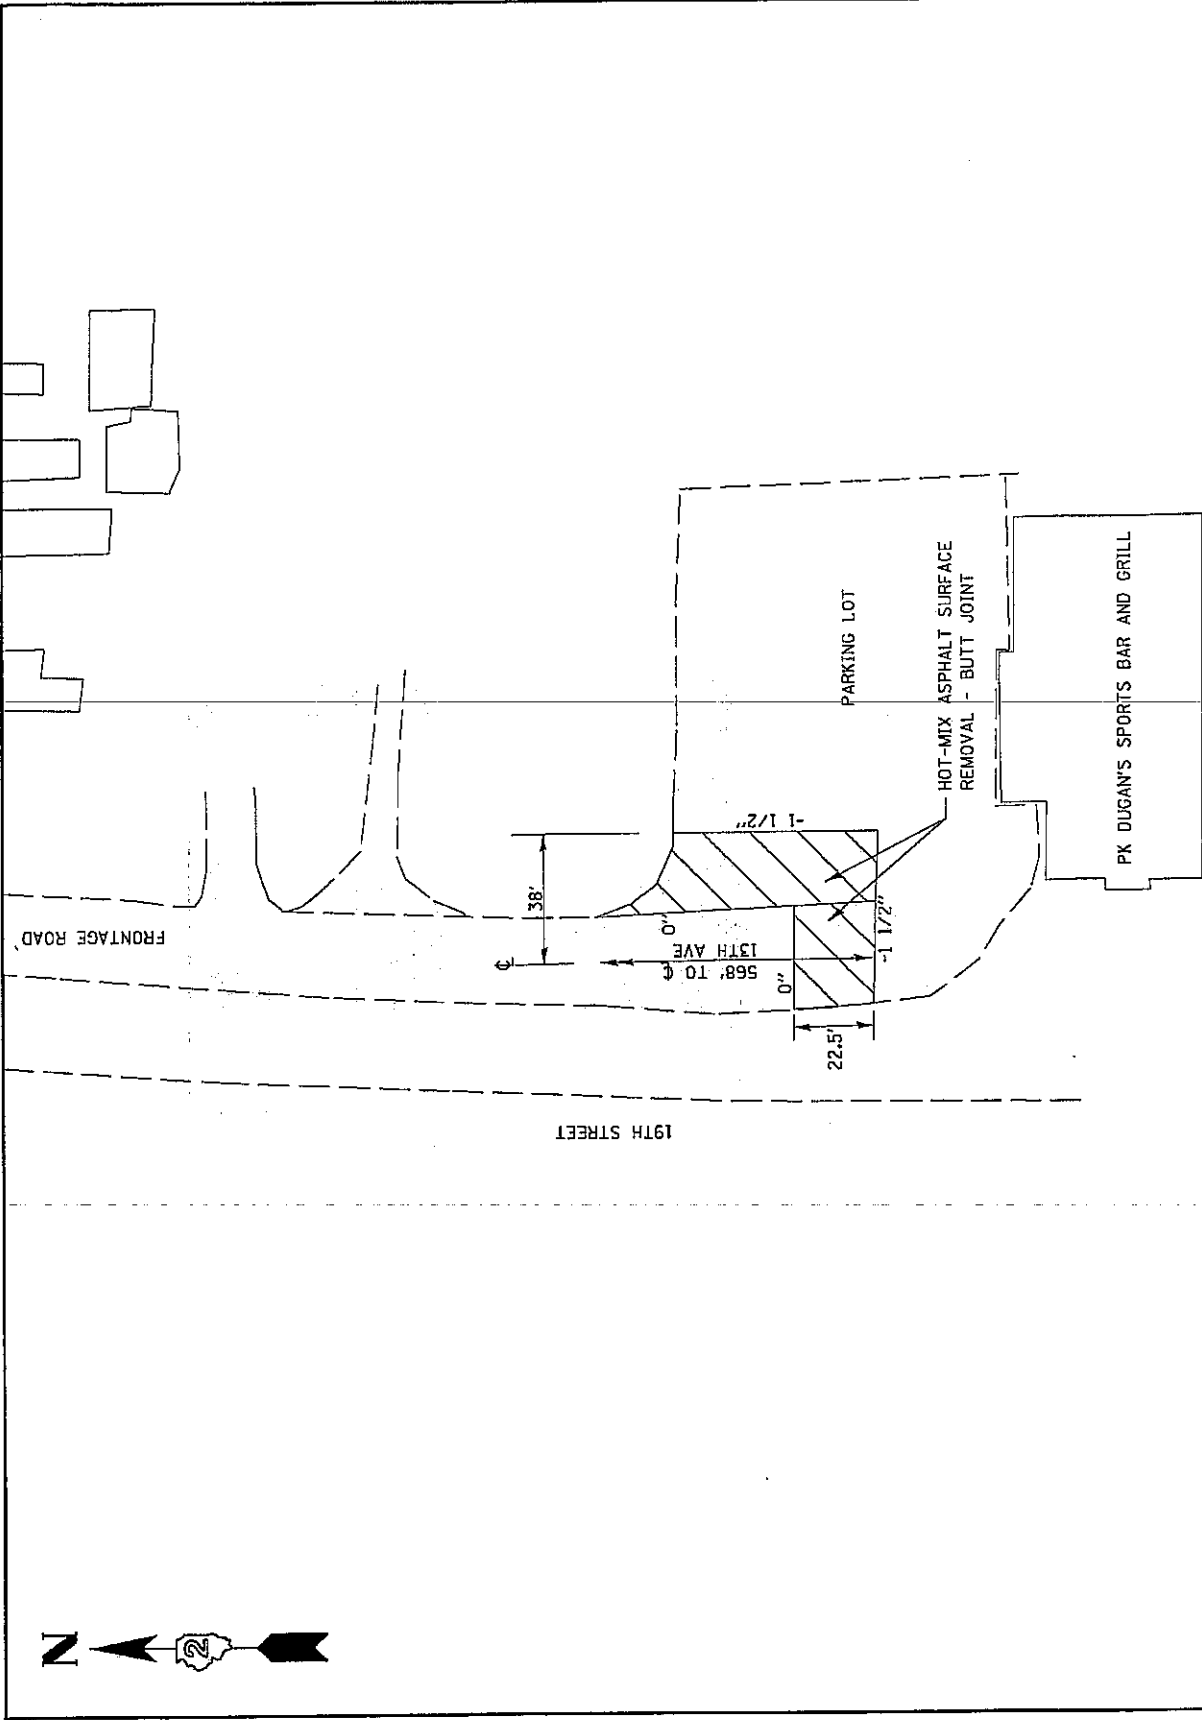 FRONTAGE ROAD
38'
0"
568' TO ℄
13TH AVE
0"
-1 1/2"
-1 1/2"
22.5'
19TH STREET
PARKING LOT
HOT-MIX ASPHALT SURFACE
REMOVAL - BUTT JOINT
PK DUGAN'S SPORTS BAR AND GRILL
℄
N
2